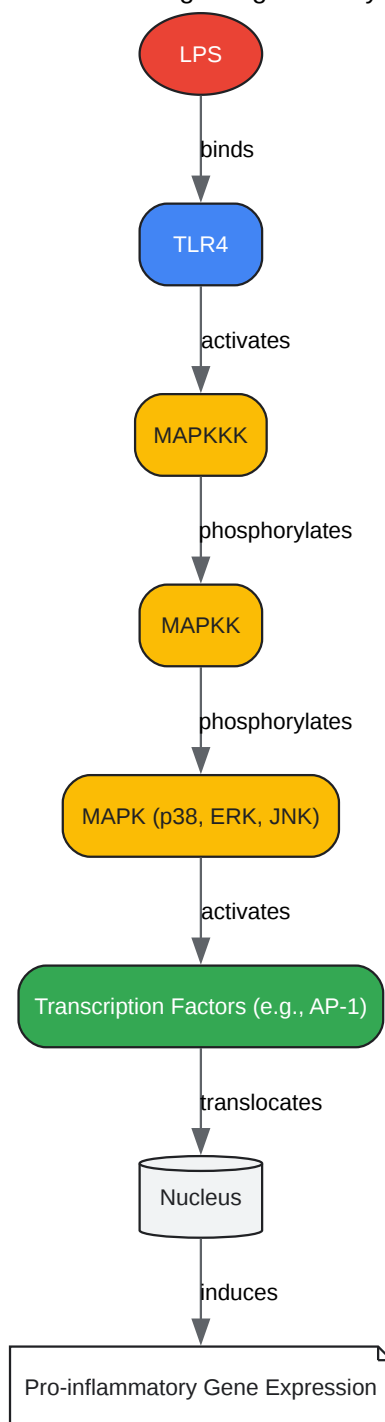 LPS
binds
TLR4
activates
MAPKKK
phosphorylates
MAPKK
phosphorylates
MAPK (p38, ERK, JNK)
activates
Transcription Factors (e.g., AP-1)
translocates
Nucleus
induces
Pro-inflammatory Gene Expression